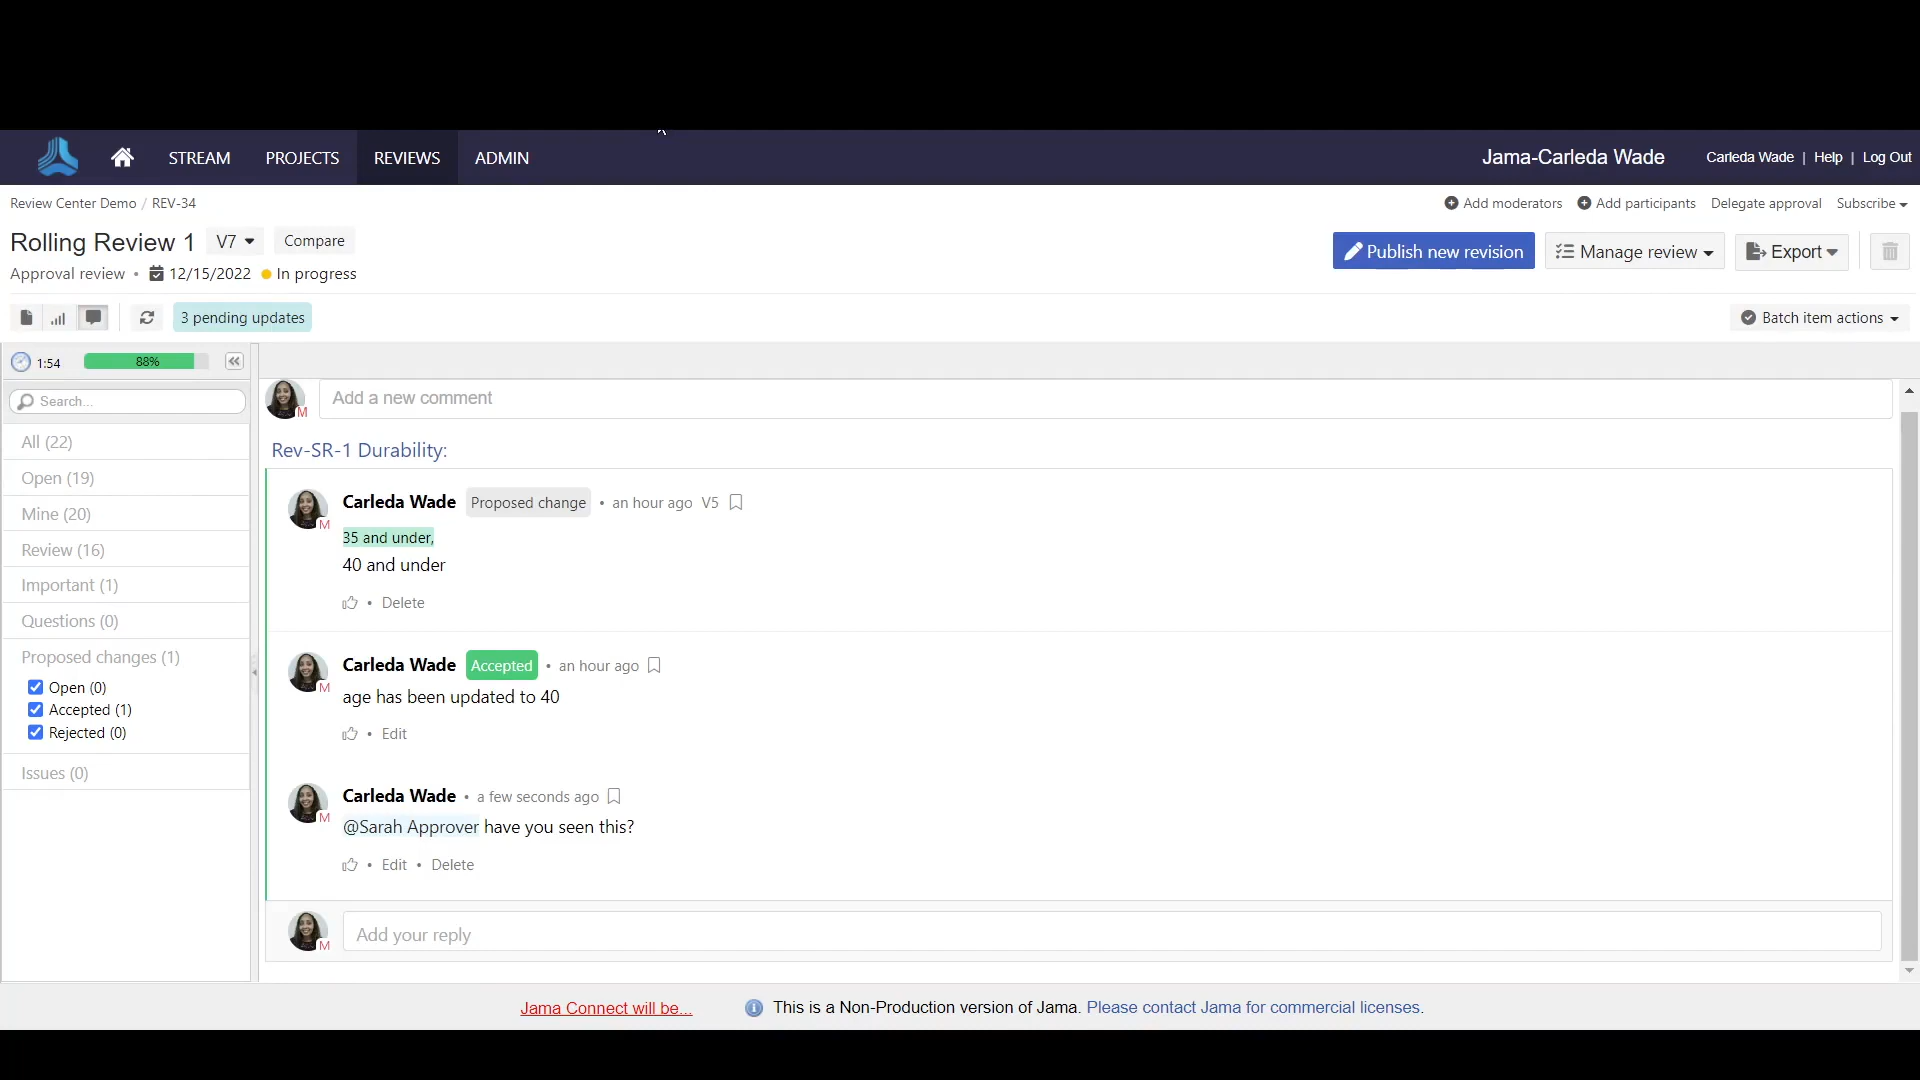 STREAM PROJECTS REVIEWS ADMIN Jama-Carleda Wade Carleda Wade | Help | Log Out
Review Center Demo / REV-34 Add moderators Add participants Delegate approval Subscribe
Rolling Review 1 V7 Compare Publish new revision Manage review Export
Approval review • 12/15/2022 In progress
3 pending updates Batch item actions
1:54 88%
Search...
All (22)
Open (19)
Mine (20)
Review (16)
Important (1)
Questions (0)
Proposed changes (1)
Open (0)
Accepted (1)
Rejected (0)
Issues (0)
M Add a new comment
Rev-SR-1 Durability:
Carleda Wade Proposed change • an hour ago V5
M
35 and under,
40 and under
• Delete
Carleda Wade Accepted • an hour ago
M
age has been updated to 40
• Edit
Carleda Wade • a few seconds ago
M
@Sarah Approver have you seen this?
• Edit • Delete
M Add your reply
Jama Connect will be... This is a Non-Production version of Jama. Please contact Jama for commercial licenses.